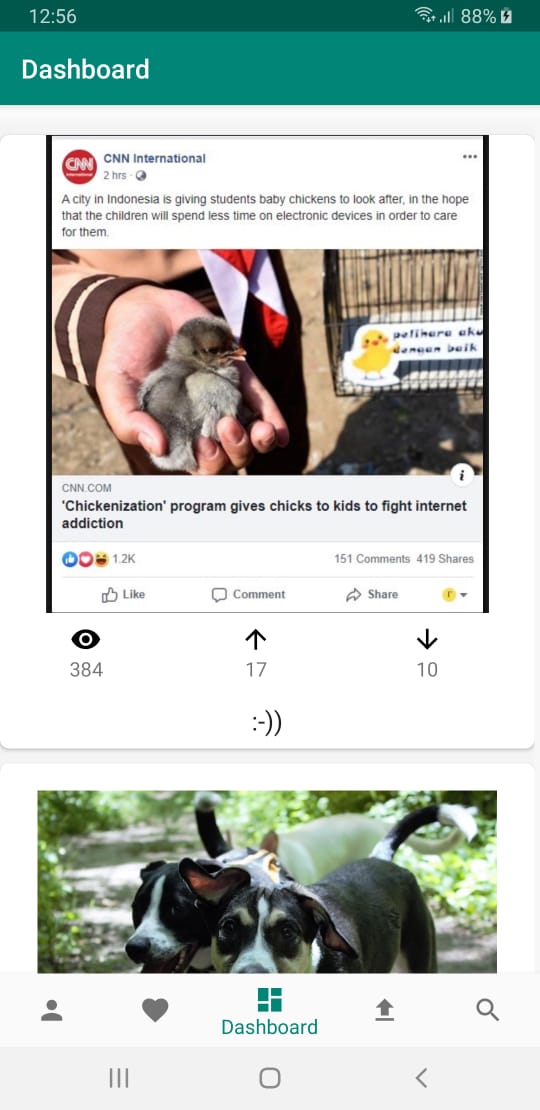 12:56
88%
Dashboard
CNN
International
CNN International
2 hrs
A city in Indonesia is giving students baby chickens to look after, in the hope
that the children will spend less time on electronic devices in order to care
for them.
pelihara aku
dengan baik
i
CNN.COM
'Chickenization' program gives chicks to kids to fight internet
addiction
1.2K
151 Comments 419 Shares
Like
Comment
Share
384
17
10
:-))
Dashboard